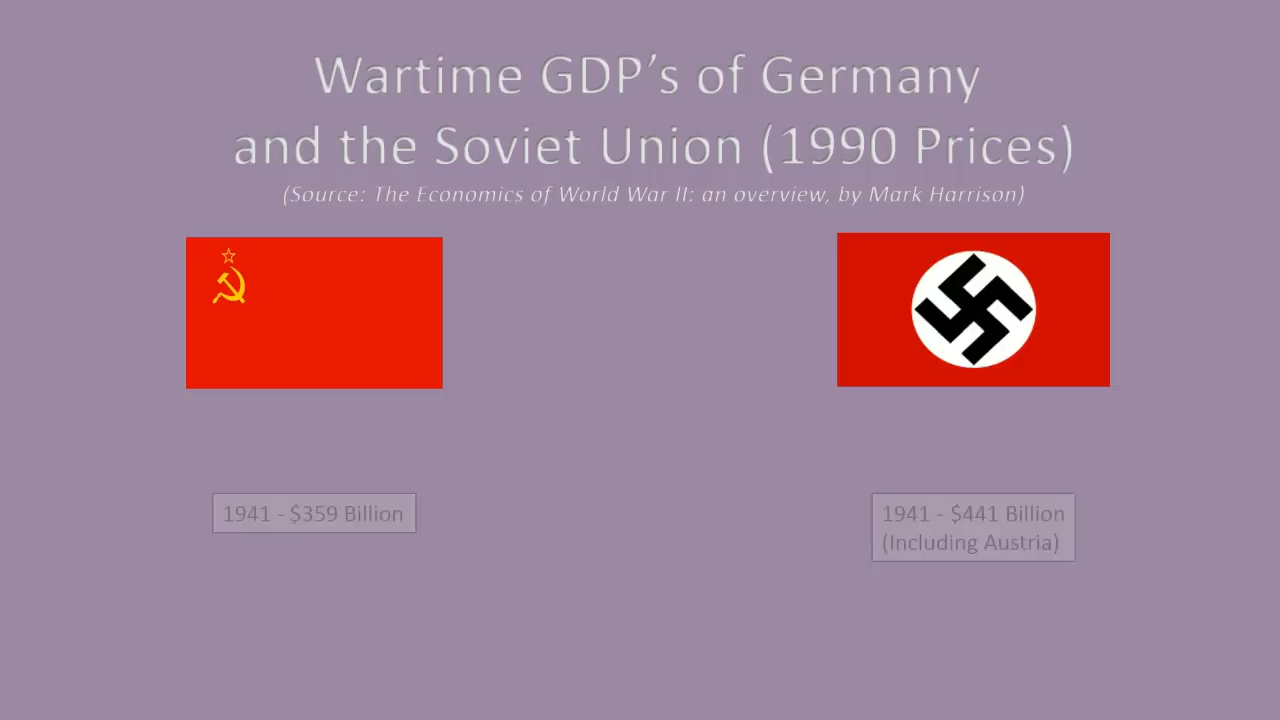 Wartime GDP’s of Germany
and the Soviet Union (1990 Prices)
(Source: The Economics of World War II: an overview, by Mark Harrison)
1941 - $359 Billion
1941 - $441 Billion
(Including Austria)